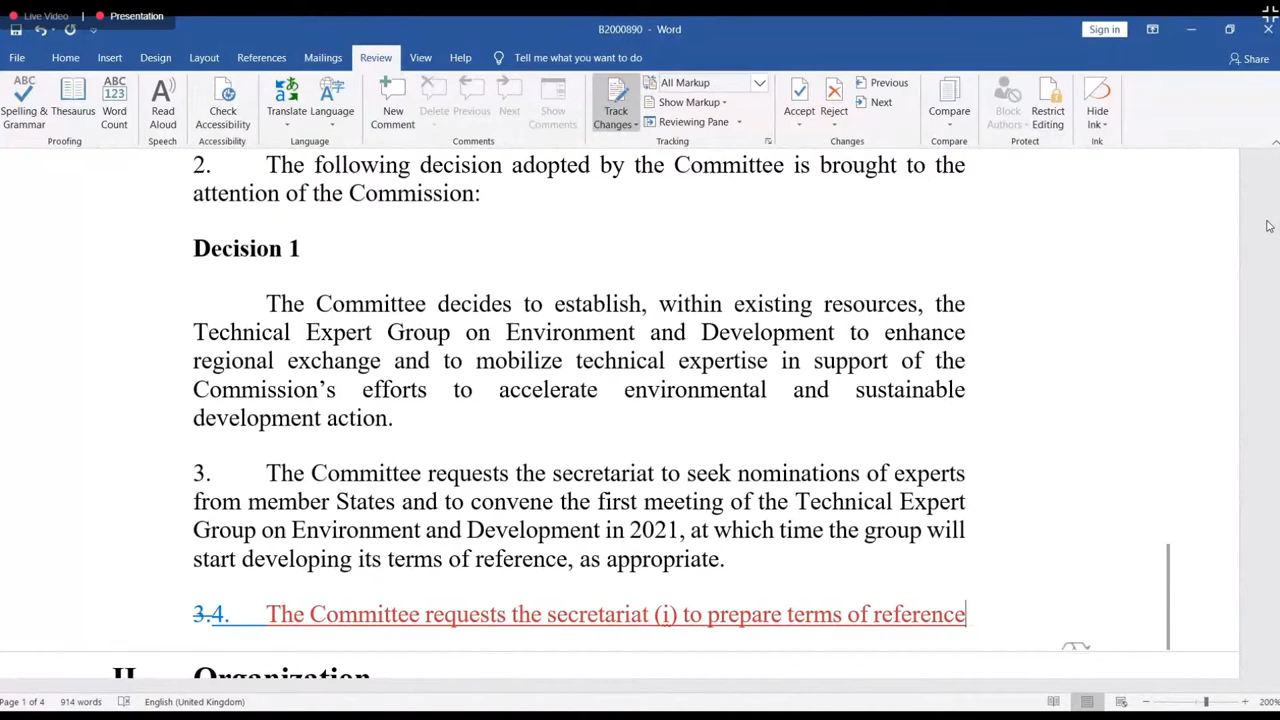 Live Video | Presentation
B2000890 - Word
Sign in
File Home Insert Design Layout References Mailings Review View Help Tell me what you want to do
Share
Spelling & Grammar
Thesaurus
Word Count
Proofing
Read Aloud
Speech
Check Accessibility
Accessibility
Translate
Language
Language
New Comment
Delete
Previous
Next
Show Comments
Comments
Track Changes
All Markup
Show Markup
Reviewing Pane
Tracking
Accept
Reject
Previous
Next
Changes
Compare
Compare
Block Authors
Restrict Editing
Protect
Hide Ink
Ink
2. The following decision adopted by the Committee is brought to the
attention of the Commission:
Decision 1
The Committee decides to establish, within existing resources, the
Technical Expert Group on Environment and Development to enhance
regional exchange and to mobilize technical expertise in support of the
Commission’s efforts to accelerate environmental and sustainable
development action.
3. The Committee requests the secretariat to seek nominations of experts
from member States and to convene the first meeting of the Technical Expert
Group on Environment and Development in 2021, at which time the group will
start developing its terms of reference, as appropriate.
3.4. The Committee requests the secretariat (i) to prepare terms of reference
II. Organization
Page 1 of 4 914 words English (United Kingdom) 200%